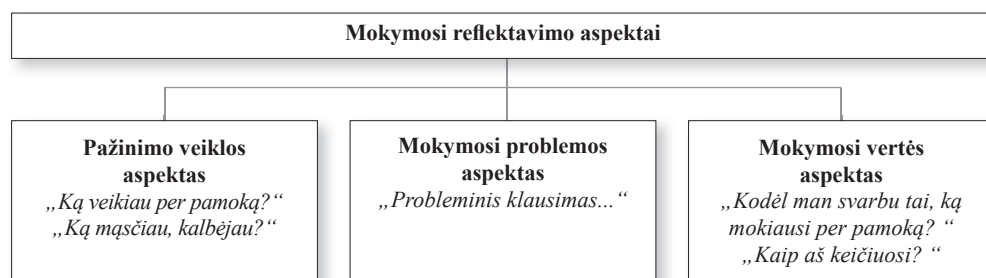 Mokymosi reflektavimo aspektai
Pažinimo veiklos
aspektas
„Ką veikiau per pamoką?“
„Ką mąsčiau, kalbėjau?“
Mokymosi problemos
aspektas
„Probleminis klausimas...“
Mokymosi vertės
aspektas
„Kodėl man svarbu tai, ką
mokiausi per pamoką? “
„Kaip aš keičiuosi? “